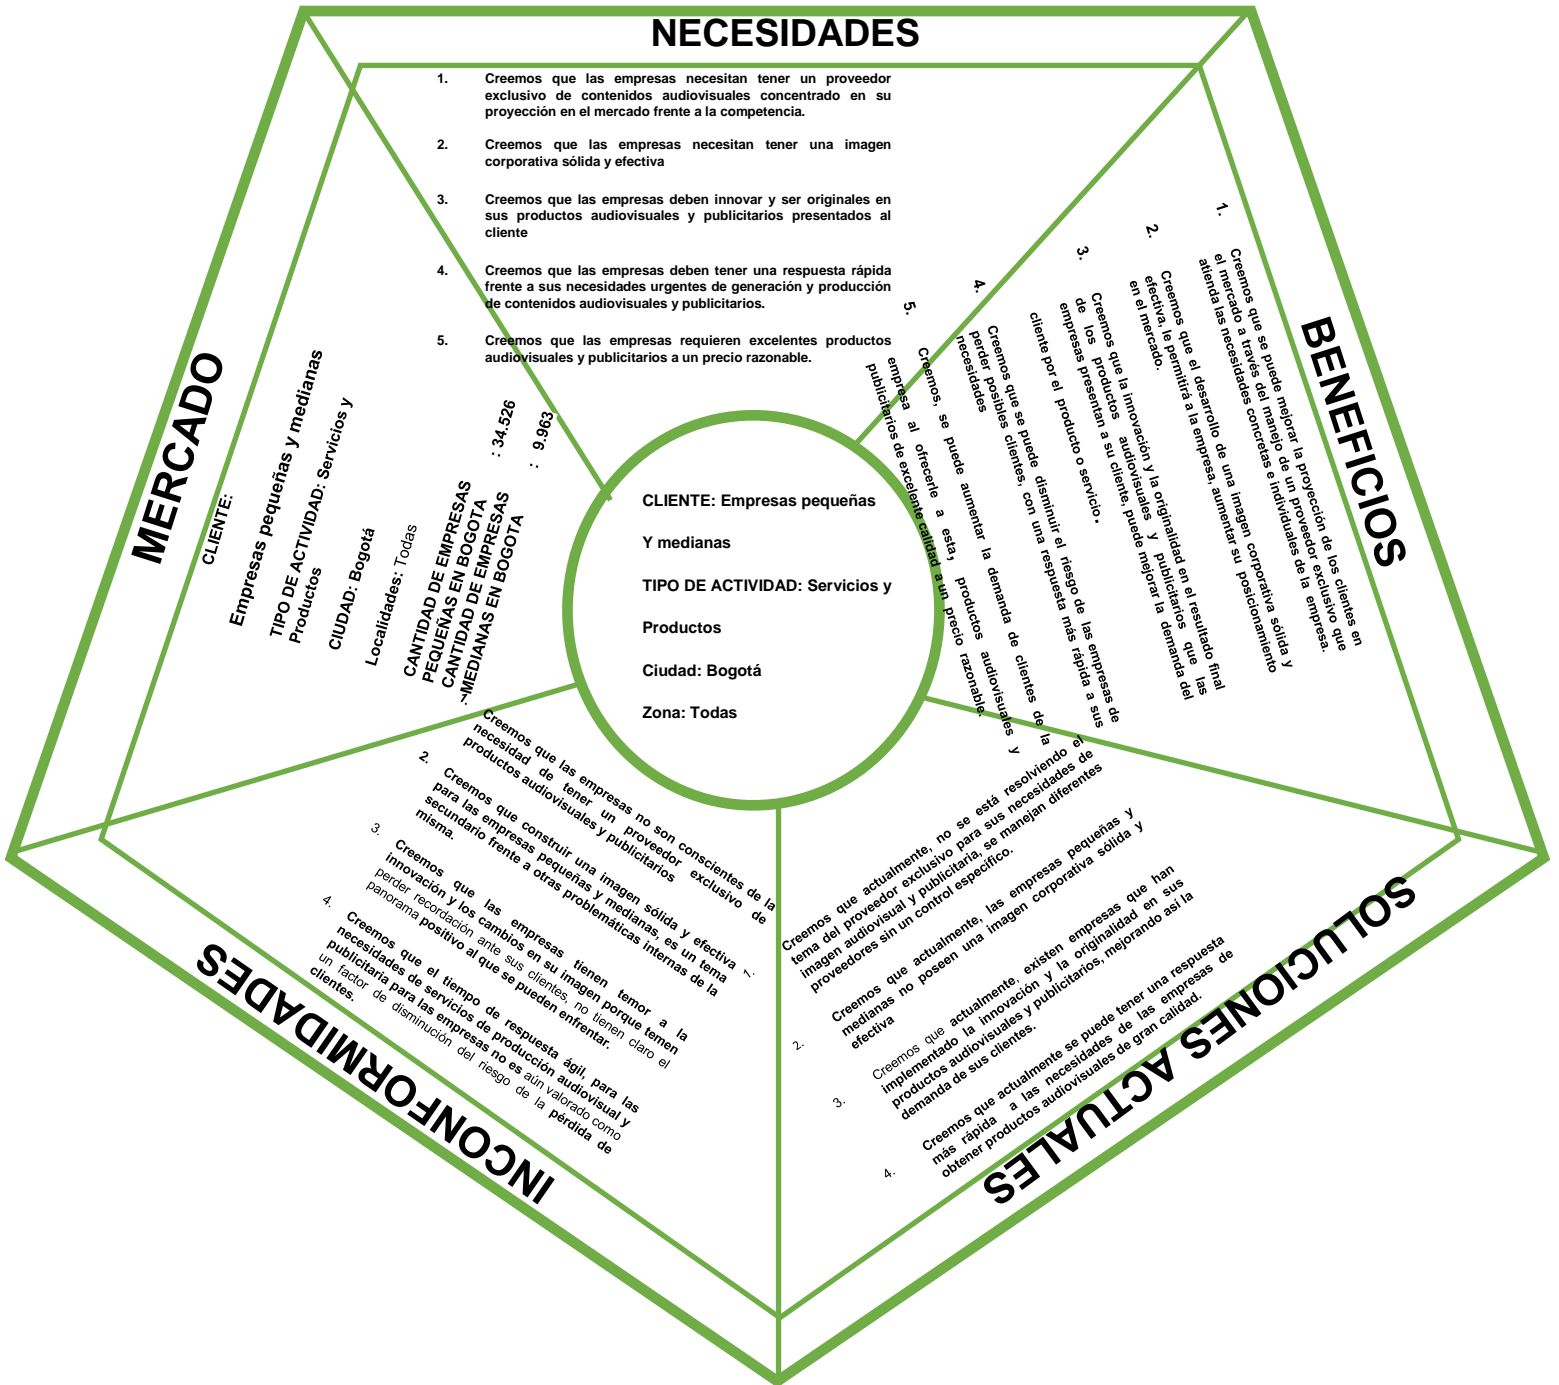 NECESIDADES
1. Creemos que las empresas necesitan tener un proveedor
exclusivo de contenidos audiovisuales concentrado en su
proyección en el mercado frente a la competencia.
2. Creemos que las empresas necesitan tener una imagen
corporativa sólida y efectiva
3. Creemos que las empresas deben innovar y ser originales en
sus productos audiovisuales y publicitarios presentados al
cliente
4. Creemos que las empresas deben tener una respuesta rápida
frente a sus necesidades urgentes de generación y producción
de contenidos audiovisuales y publicitarios.
5. Creemos que las empresas requieren excelentes productos
audiovisuales y publicitarios a un precio razonable.
BENEFICIOS
1. Creemos que se puede mejorar la proyección de los clientes en
el mercado a través del manejo de un proveedor exclusivo que
atienda las necesidades concretas e individuales de la empresa.
2. Creemos que el desarrollo de una imagen corporativa sólida y
efectiva, le permitirá a la empresa, aumentar su posicionamiento
en el mercado.
3. Creemos que la innovación y la originalidad en el resultado final
de los productos audiovisuales y publicitarios que las
empresas presentan a su cliente, puede mejorar la demanda del
cliente por el producto o servicio.
4. Creemos que se puede disminuir el riesgo de las empresas de
perder posibles clientes, con una respuesta más rápida a sus
necesidades
5. Creemos, se puede aumentar la demanda de clientes de la
empresa al ofrecerle a esta, productos audiovisuales y
publicitarios de excelente calidad a un precio razonable.
SOLUCIONES ACTUALES
1. Creemos que actualmente, no se está resolviendo el
tema del proveedor exclusivo para sus necesidades de
imagen audiovisual y publicitaria, se manejan diferentes
proveedores sin un control específico.
2. Creemos que actualmente, las empresas pequeñas y
medianas no poseen una imagen corporativa sólida y
efectiva
3. Creemos que actualmente, existen empresas que han
implementado la innovación y la originalidad en sus
productos audiovisuales y publicitarios, mejorando así la
demanda de sus clientes.
4. Creemos que actualmente se puede tener una respuesta
más rápida a las necesidades de las empresas de
obtener productos audiovisuales de gran calidad.
INCONFORMIDADES
1. Creemos que las empresas no son conscientes de la
necesidad de tener un proveedor exclusivo de
productos audiovisuales y publicitarios
2. Creemos que construir una imagen sólida y efectiva
para las empresas pequeñas y medianas, es un tema
secundario frente a otras problemáticas internas de la
misma.
3. Creemos que las empresas tienen temor a la
innovación y los cambios en su imagen porque temen
perder recordación ante sus clientes, no tienen claro el
panorama positivo al que se pueden enfrentar.
4. Creemos que el tiempo de respuesta ágil, para las
necesidades de servicios de producción audiovisual y
publicitaria para las empresas no es aún valorado como
un factor de disminución del riesgo de la pérdida de
clientes.
MERCADO
CLIENTE:
Empresas pequeñas y medianas
TIPO DE ACTIVIDAD: Servicios y
Productos
CIUDAD: Bogotá
Localidades: Todas
CANTIDAD DE EMPRESAS
PEQUEÑAS EN BOGOTA : 34.526
CANTIDAD DE EMPRESAS
MEDIANAS EN BOGOTA : 9.963
CLIENTE: Empresas pequeñas
Y medianas
TIPO DE ACTIVIDAD: Servicios y
Productos
Ciudad: Bogotá
Zona: Todas